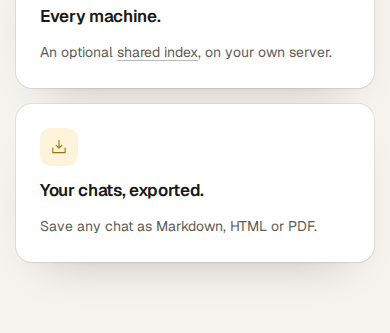 Every machine.
An optional shared index, on your own server.
Your chats, exported.
Save any chat as Markdown, HTML or PDF.